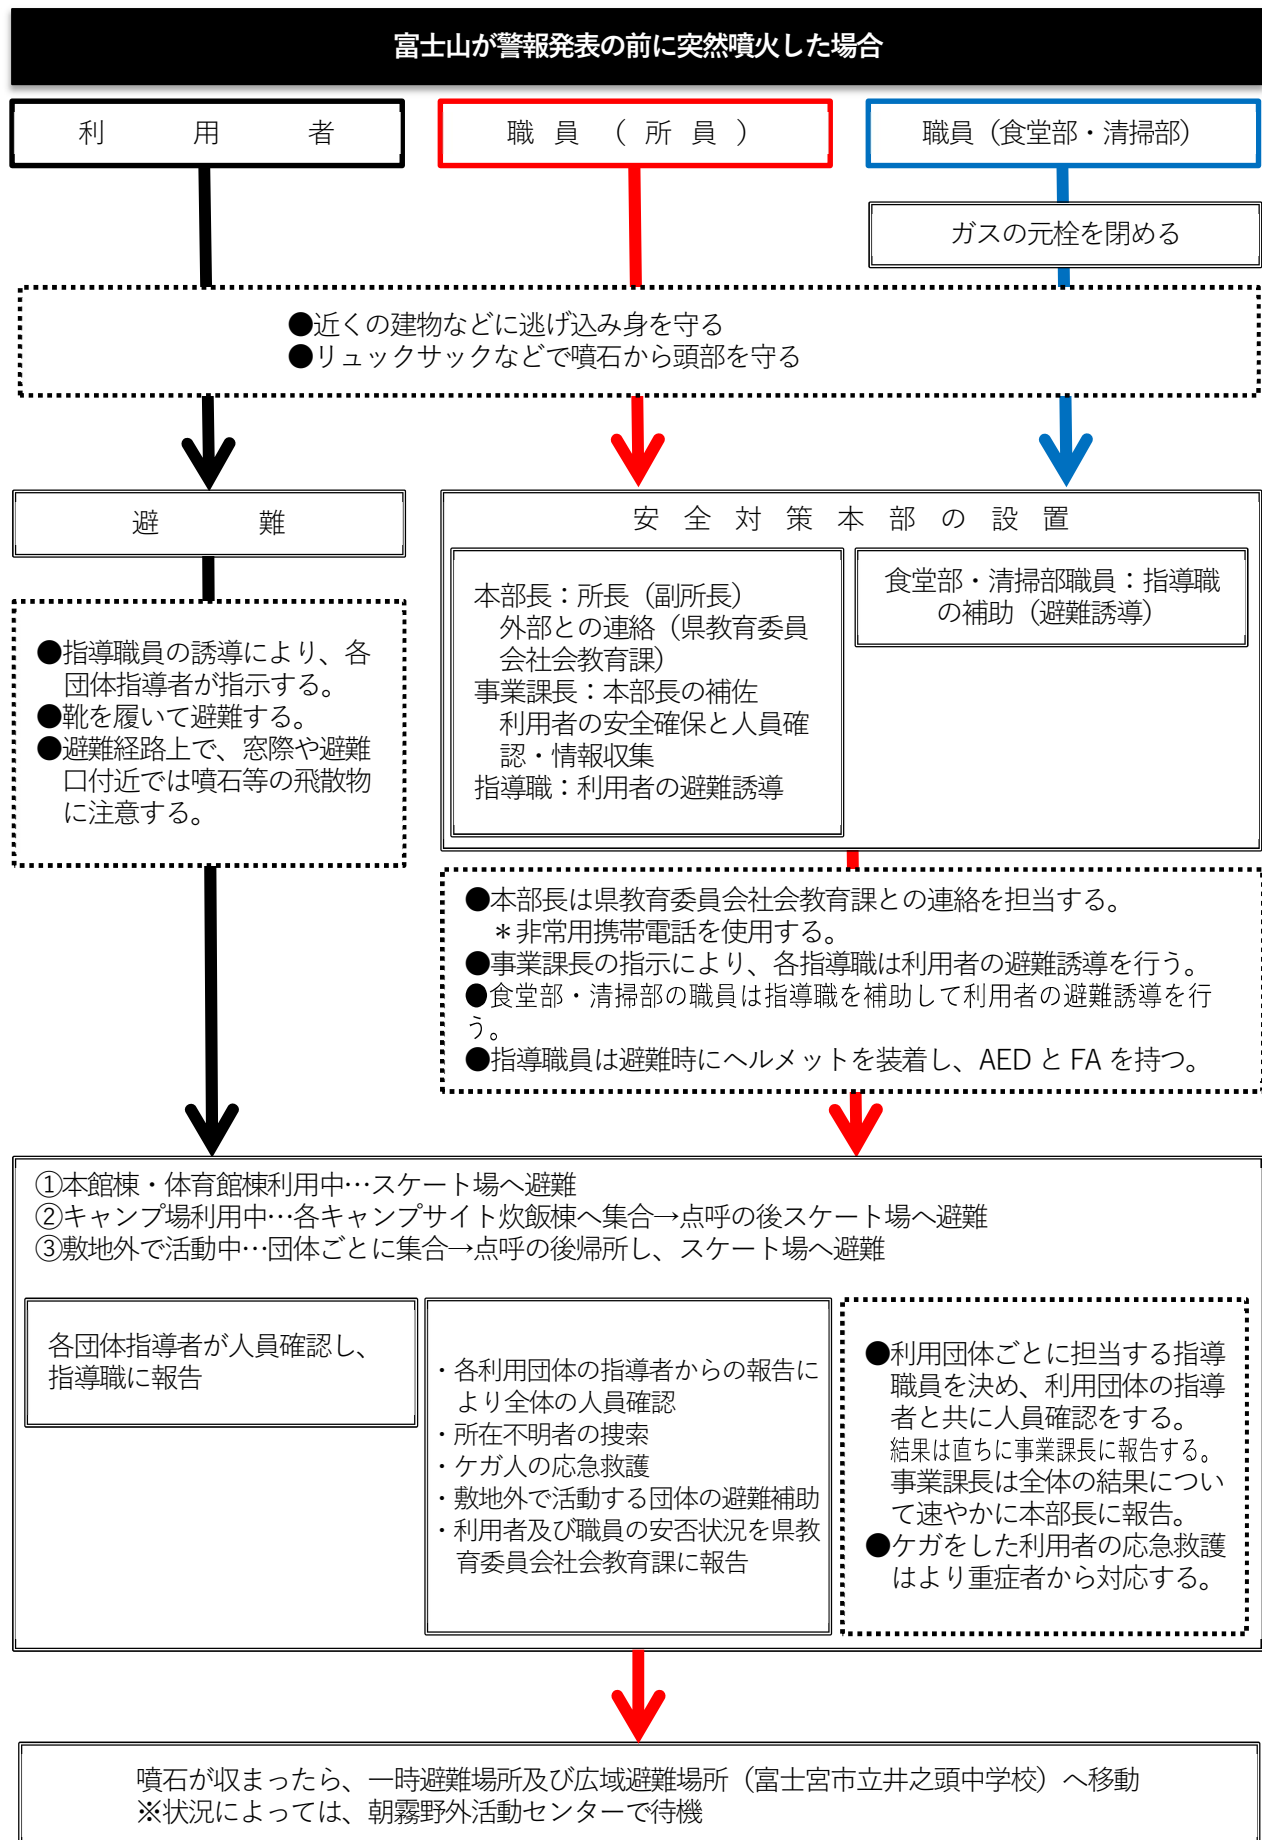 富士山が警報発表の前に突然噴火した場合
利用者
職員（所員）
職員（食堂部・清掃部）
ガスの元栓を閉める
●近くの建物などに逃げ込み身を守る
●リュックサックなどで噴石から頭部を守る
避難
●指導職員の誘導により、各
団体指導者が指示する。
●靴を履いて避難する。
●避難経路上で、窓際や避難
口付近では噴石等の飛散物
に注意する。
安全対策本部の設置
本部長：所長（副所長）
外部との連絡（県教育委員
会社会教育課）
事業課長：本部長の補佐
利用者の安全確保と人員確
認・情報収集
指導職：利用者の避難誘導
食堂部・清掃部職員：指導職
の補助（避難誘導）
●本部長は県教育委員会社会教育課との連絡を担当する。
＊非常用携帯電話を使用する。
●事業課長の指示により、各指導職は利用者の避難誘導を行う。
●食堂部・清掃部の職員は指導職を補助して利用者の避難誘導を行
う。
●指導職員は避難時にヘルメットを装着し、AED と FA を持つ。
①本館棟・体育館棟利用中…スケート場へ避難
②キャンプ場利用中…各キャンプサイト炊飯棟へ集合→点呼の後スケート場へ避難
③敷地外で活動中…団体ごとに集合→点呼の後帰所し、スケート場へ避難
各団体指導者が人員確認し、
指導職に報告
・各利用団体の指導者からの報告に
より全体の人員確認
・所在不明者の捜索
・ケガ人の応急救護
・敷地外で活動する団体の避難補助
・利用者及び職員の安否状況を県教
育委員会社会教育課に報告
●利用団体ごとに担当する指導
職員を決め、利用団体の指導
者と共に人員確認をする。
結果は直ちに事業課長に報告する。
事業課長は全体の結果につい
て速やかに本部長に報告。
●ケガをした利用者の応急救護
はより重症者から対応する。
噴石が収まったら、一時避難場所及び広域避難場所（富士宮市立井之頭中学校）へ移動
※状況によっては、朝霧野外活動センターで待機